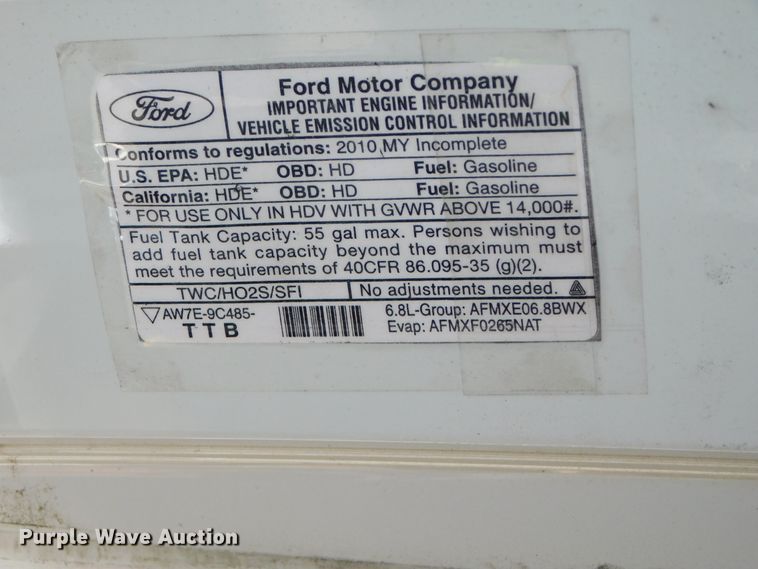 Ford
Ford Motor Company
IMPORTANT ENGINE INFORMATION/
VEHICLE EMISSION CONTROL INFORMATION
Conforms to regulations: 2010 MY Incomplete
U.S. EPA: HDE* OBD: HD Fuel: Gasoline
California: HDE* OBD: HD Fuel: Gasoline
* FOR USE ONLY IN HDV WITH GVWR ABOVE 14,000#.
Fuel Tank Capacity: 55 gal max. Persons wishing to
add fuel tank capacity beyond the maximum must
meet the requirements of 40CFR 86.095-35 (g)(2).
TWC/HO2S/SFI No adjustments needed.
AW7E-9C485- 6.8L-Group: AFMXE06.8BWX
TTB Evap: AFMXF0265NAT
Purple Wave Auction